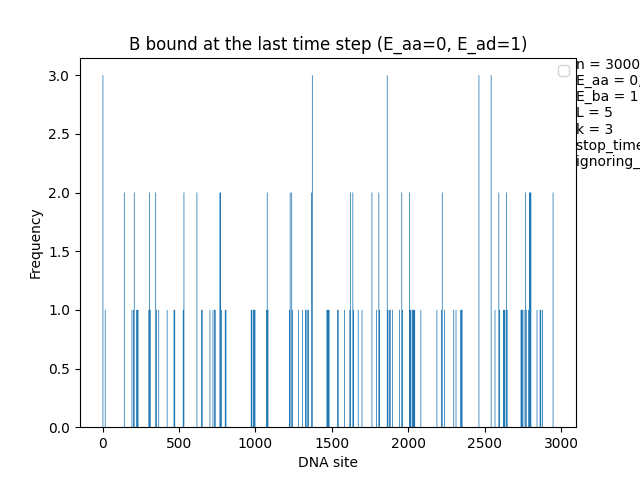 B bound at the last time step (E_aa=0, E_ad=1)
3.0
2.5
2.0
1.5
1.0
0.5
0.0
Frequency
0
500
1000
1500
2000
2500
3000
DNA site
n = 3000
E_aa = 0,
E_ba = 1
L = 5
k = 3
stop_time
ignoring_